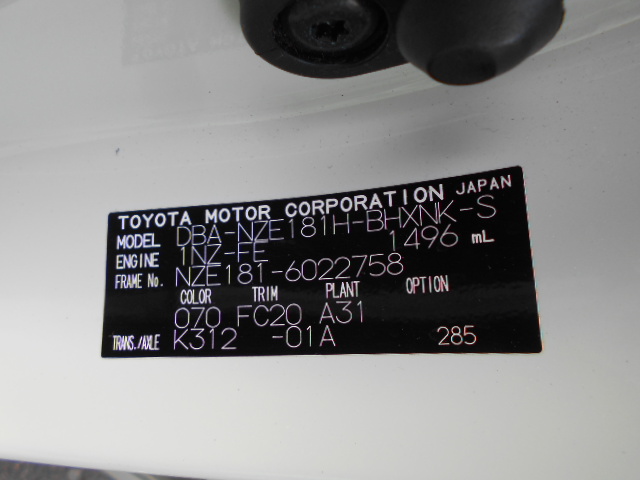 TOYOTA MOTOR CORPORATION JAPAN
MODEL DBA-NZE181H-BHXNK-S
ENGINE 1NZ-FE 1496 mL
FRAME No. NZE181-6022758
COLOR TRIM PLANT OPTION
070 FC20 A31
TRANS./AXLE K312 -01A 285